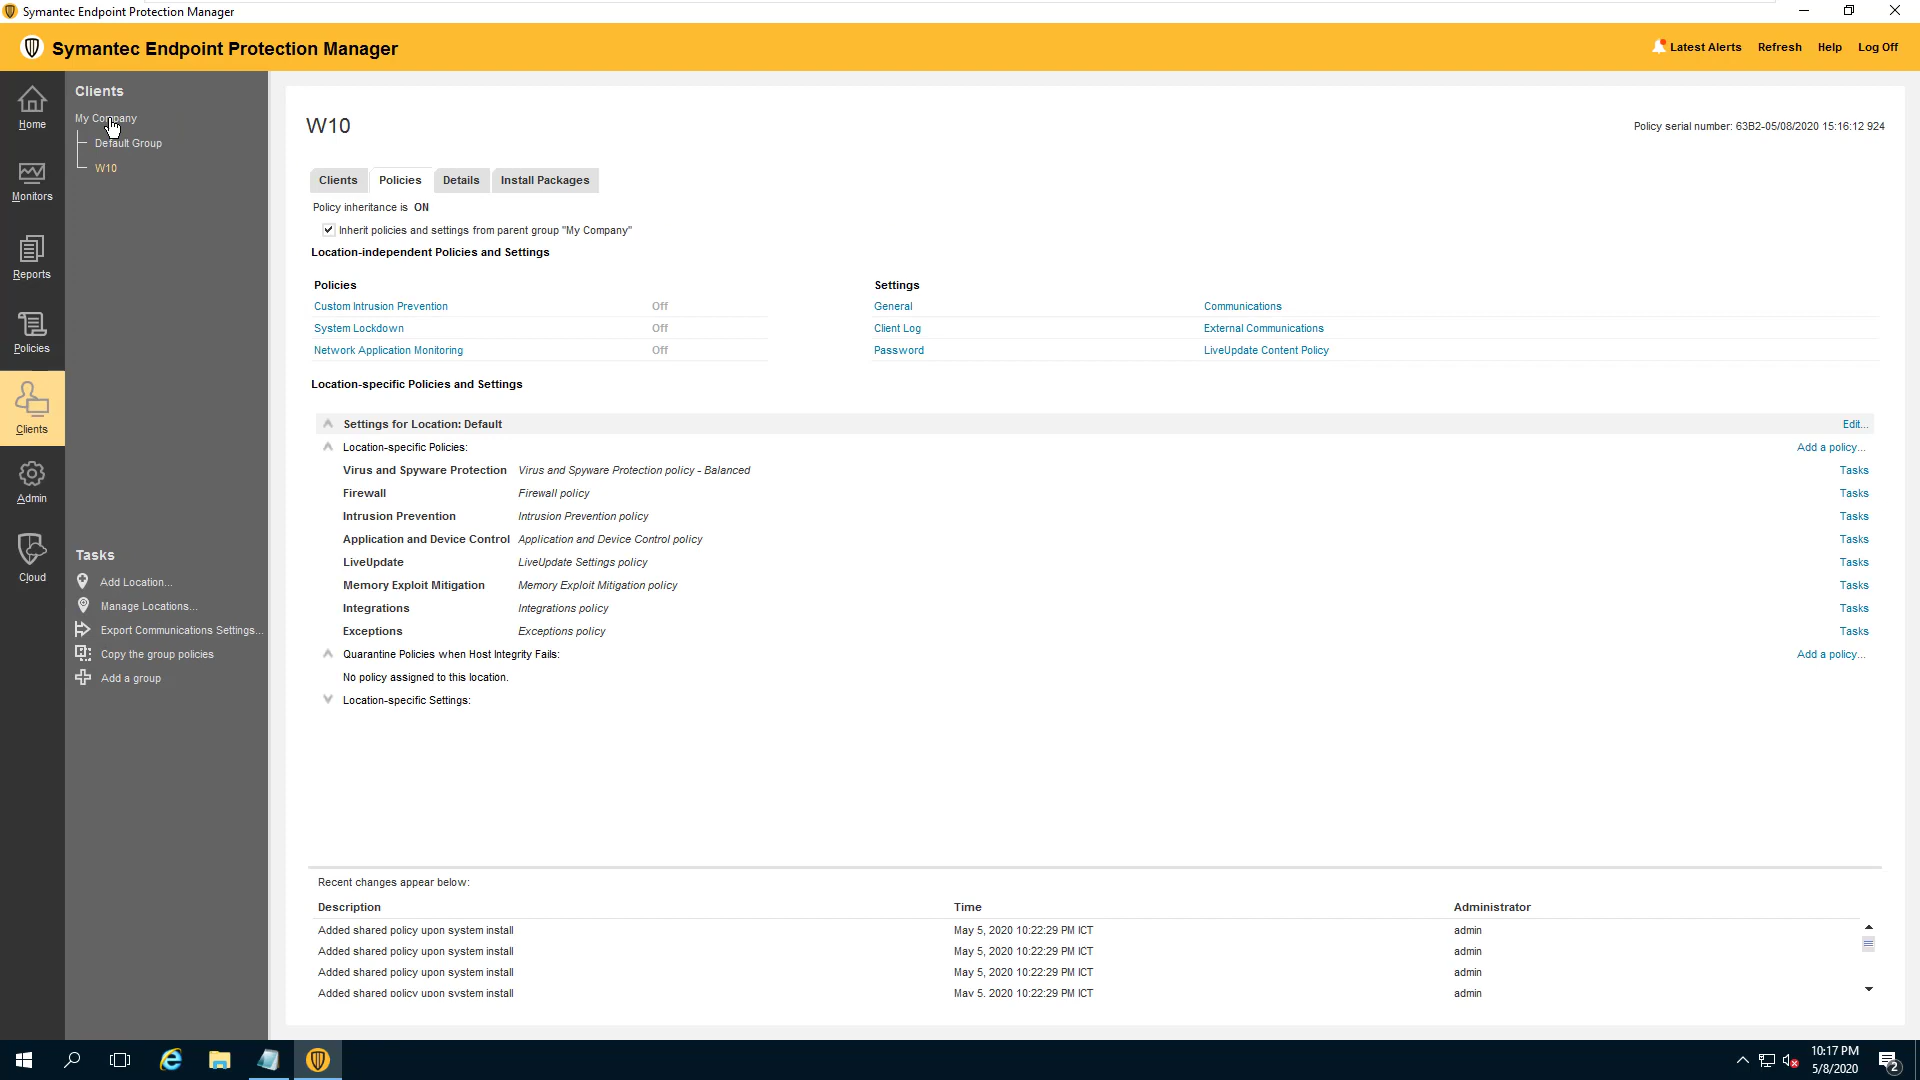 Symantec Endpoint Protection Manager
Symantec Endpoint Protection Manager
Latest Alerts Refresh Help Log Off
Home
Monitors
Reports
Policies
Clients
Admin
Cloud
Clients
My Company
Default Group
W10
Tasks
Add Location...
Manage Locations...
Export Communications Settings...
Copy the group policies
Add a group
W10
Policy serial number: 63B2-05/08/2020 15:16:12 924
Clients Policies Details Install Packages
Policy inheritance is ON
Inherit policies and settings from parent group "My Company"
Location-independent Policies and Settings
Policies Settings
Custom Intrusion Prevention Off General Communications
System Lockdown Off Client Log External Communications
Network Application Monitoring Off Password LiveUpdate Content Policy
Location-specific Policies and Settings
Settings for Location: Default Edit...
Location-specific Policies: Add a policy...
Virus and Spyware Protection Virus and Spyware Protection policy - Balanced Tasks
Firewall Firewall policy Tasks
Intrusion Prevention Intrusion Prevention policy Tasks
Application and Device Control Application and Device Control policy Tasks
LiveUpdate LiveUpdate Settings policy Tasks
Memory Exploit Mitigation Memory Exploit Mitigation policy Tasks
Integrations Integrations policy Tasks
Exceptions Exceptions policy Tasks
Quarantine Policies when Host Integrity Fails: Add a policy...
No policy assigned to this location.
Location-specific Settings:
Recent changes appear below:
Description Time Administrator
Added shared policy upon system install May 5, 2020 10:22:29 PM ICT admin
Added shared policy upon system install May 5, 2020 10:22:29 PM ICT admin
Added shared policy upon system install May 5, 2020 10:22:29 PM ICT admin
Added shared policy upon system install May 5, 2020 10:22:29 PM ICT admin
10:17 PM
5/8/2020
2